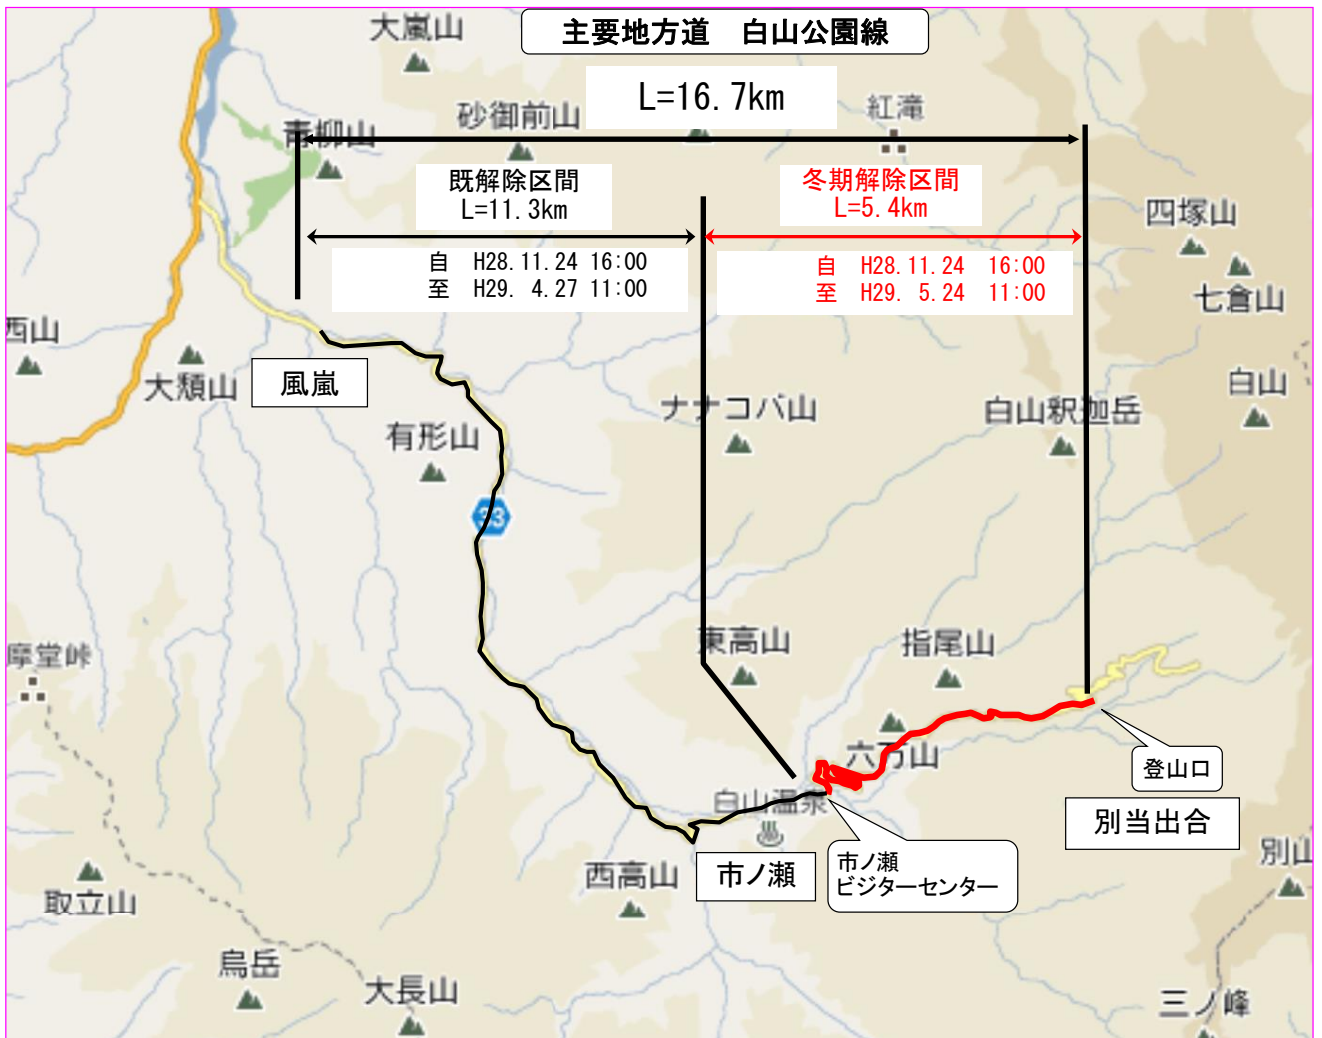 主要地方道　白山公園線
大嵐山
L=16.7km
砂御前山
紅滝
青柳山
既解除区間
L=11.3km
冬期解除区間
L=5.4km
四塚山
自　H28.11.24 16:00
至　H29. 4.27 11:00
自　H28.11.24　16:00
至　H29. 5.24　11:00
七倉山
西山
大頽山
風嵐
白山
ナナコバ山
白山釈迦岳
有形山
33
東高山
指尾山
摩堂峠
六万山
登山口
白山温泉
別当出合
市ノ瀬
市ノ瀬
ビジターセンター
別山
西高山
取立山
鳥岳
大長山
三ノ峰